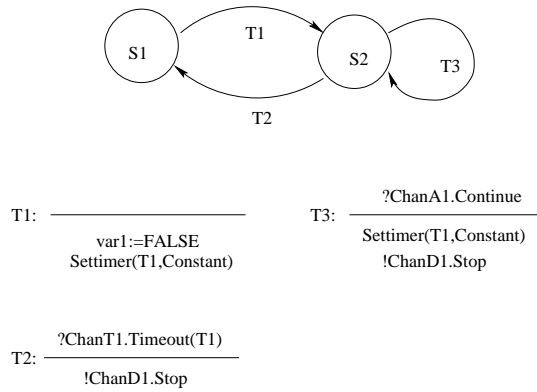 T1
S1
S2
T3
T2
T1:
var1:=FALSE
Settimer(T1,Constant)
T3:
?ChanA1.Continue
Settimer(T1,Constant)
!ChanD1.Stop
T2:
?ChanT1.Timeout(T1)
!ChanD1.Stop